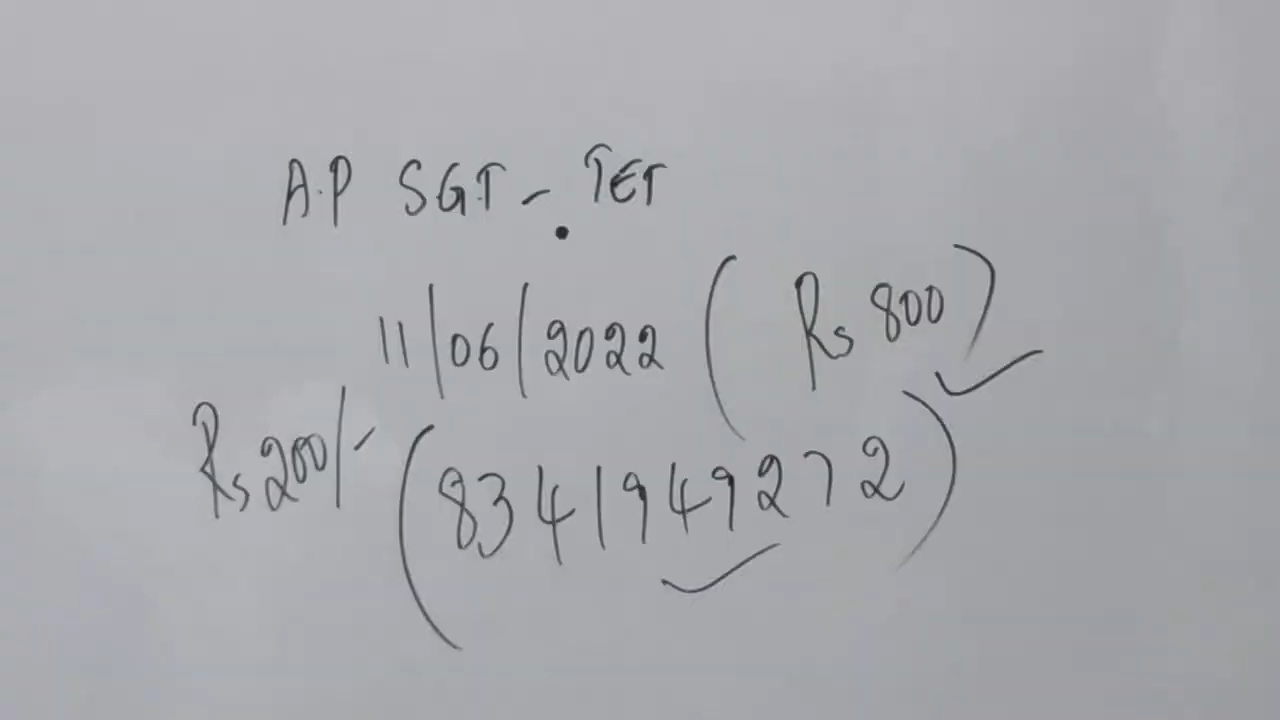 A.P SGT - TET
11/06/2022 (Rs 800)
Rs 200/- (8341949272)